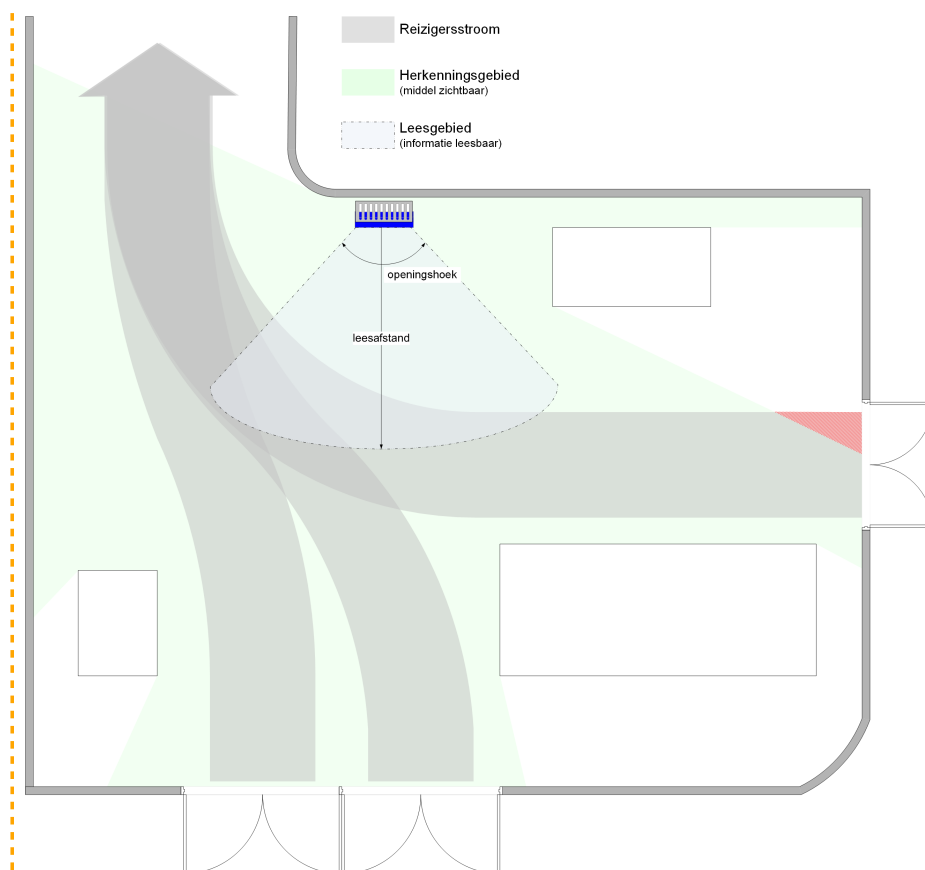 Reizigersstroom
Herkenningsgebied
(middel zichtbaar)
Leesgebied
(informatie leesbaar)
openingshoek
leesafstand